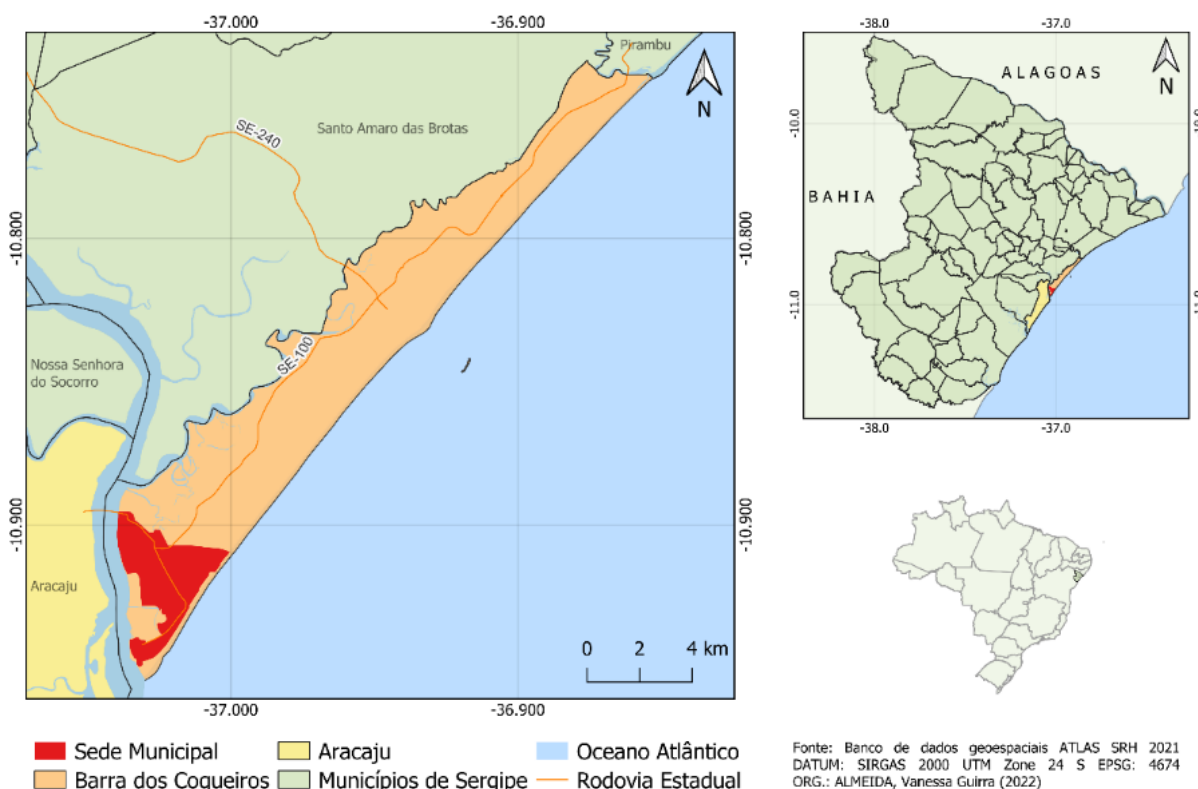 -37.000
-36.900
Pirambu
N
SE-240
Santo Amaro das Brotas
-10.800
-10.800
Nossa Senhora
do Socorro
SE-100
-10.900
-10.900
Aracaju
0 2 4 km
-37.000
-36.900
-38.0
-37.0
ALAGOAS
N
-10.0
-10.0
BAHIA
-11.0
-11.0
-38.0
-37.0
Sede Municipal
Aracaju
Oceano Atlântico
Barra dos Coqueiros
Municípios de Sergipe
Rodovia Estadual
Fonte: Banco de dados geoespaciais ATLAS SRH 2021
DATUM: SIRGAS 2000 UTM Zone 24 S EPSG: 4674
ORG.: ALMEIDA, Vanessa Guirra (2022)